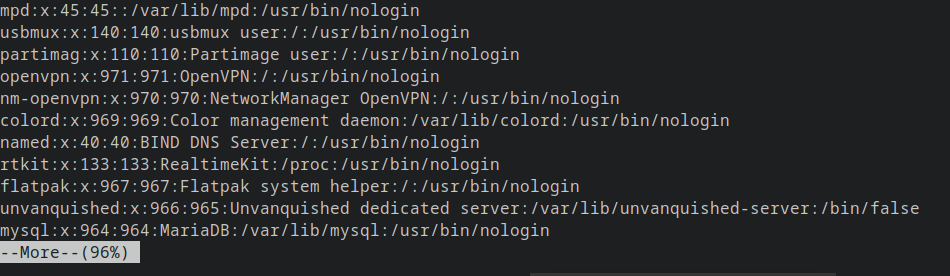 mpd:x:45:45::/var/lib/mpd:/usr/bin/nologin
usbmux:x:140:140:usbmux user:/:/usr/bin/nologin
partimag:x:110:110:Partimage user:/:/usr/bin/nologin
openvpn:x:971:971:OpenVPN:/:/usr/bin/nologin
nm-openvpn:x:970:970:NetworkManager OpenVPN:/:/usr/bin/nologin
colord:x:969:969:Color management daemon:/var/lib/colord:/usr/bin/nologin
named:x:40:40:BIND DNS Server:/:/usr/bin/nologin
rtkit:x:133:133:RealtimeKit:/proc:/usr/bin/nologin
flatpak:x:967:967:Flatpak system helper:/:/usr/bin/nologin
unvanquished:x:966:965:Unvanquished dedicated server:/var/lib/unvanquished-server:/bin/false
mysql:x:964:964:MariaDB:/var/lib/mysql:/usr/bin/nologin
--More--(96%)